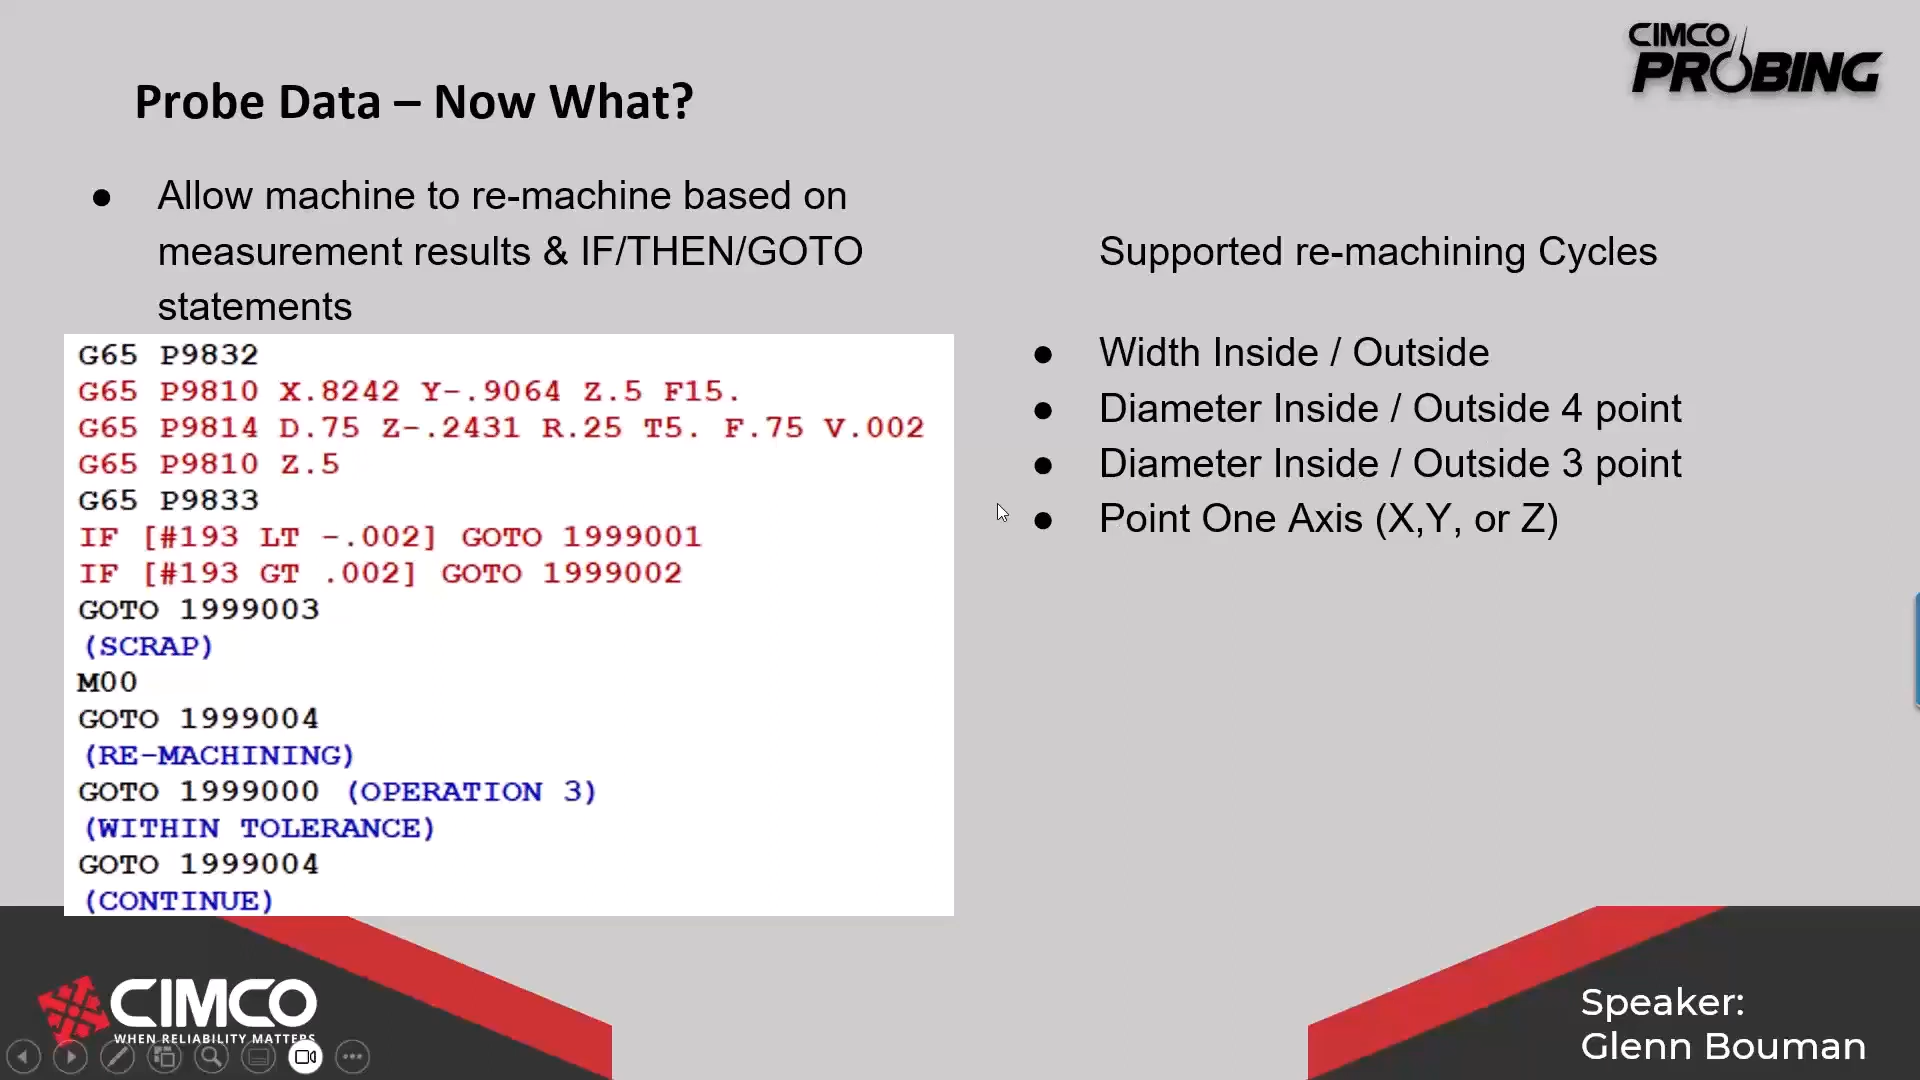 CIMCO
PROBING
Probe Data – Now What?
● Allow machine to re-machine based on
measurement results & IF/THEN/GOTO
statements
G65 P9832
G65 P9810 X.8242 Y-.9064 Z.5 F15.
G65 P9814 D.75 Z-.2431 R.25 T5. F.75 V.002
G65 P9810 Z.5
G65 P9833
IF [#193 LT -.002] GOTO 1999001
IF [#193 GT .002] GOTO 1999002
GOTO 1999003
(SCRAP)
M00
GOTO 1999004
(RE-MACHINING)
GOTO 1999000 (OPERATION 3)
(WITHIN TOLERANCE)
GOTO 1999004
(CONTINUE)
Supported re-machining Cycles
● Width Inside / Outside
● Diameter Inside / Outside 4 point
● Diameter Inside / Outside 3 point
● Point One Axis (X,Y, or Z)
CIMCO
WHEN RELIABILITY MATTERS
Speaker:
Glenn Bouman